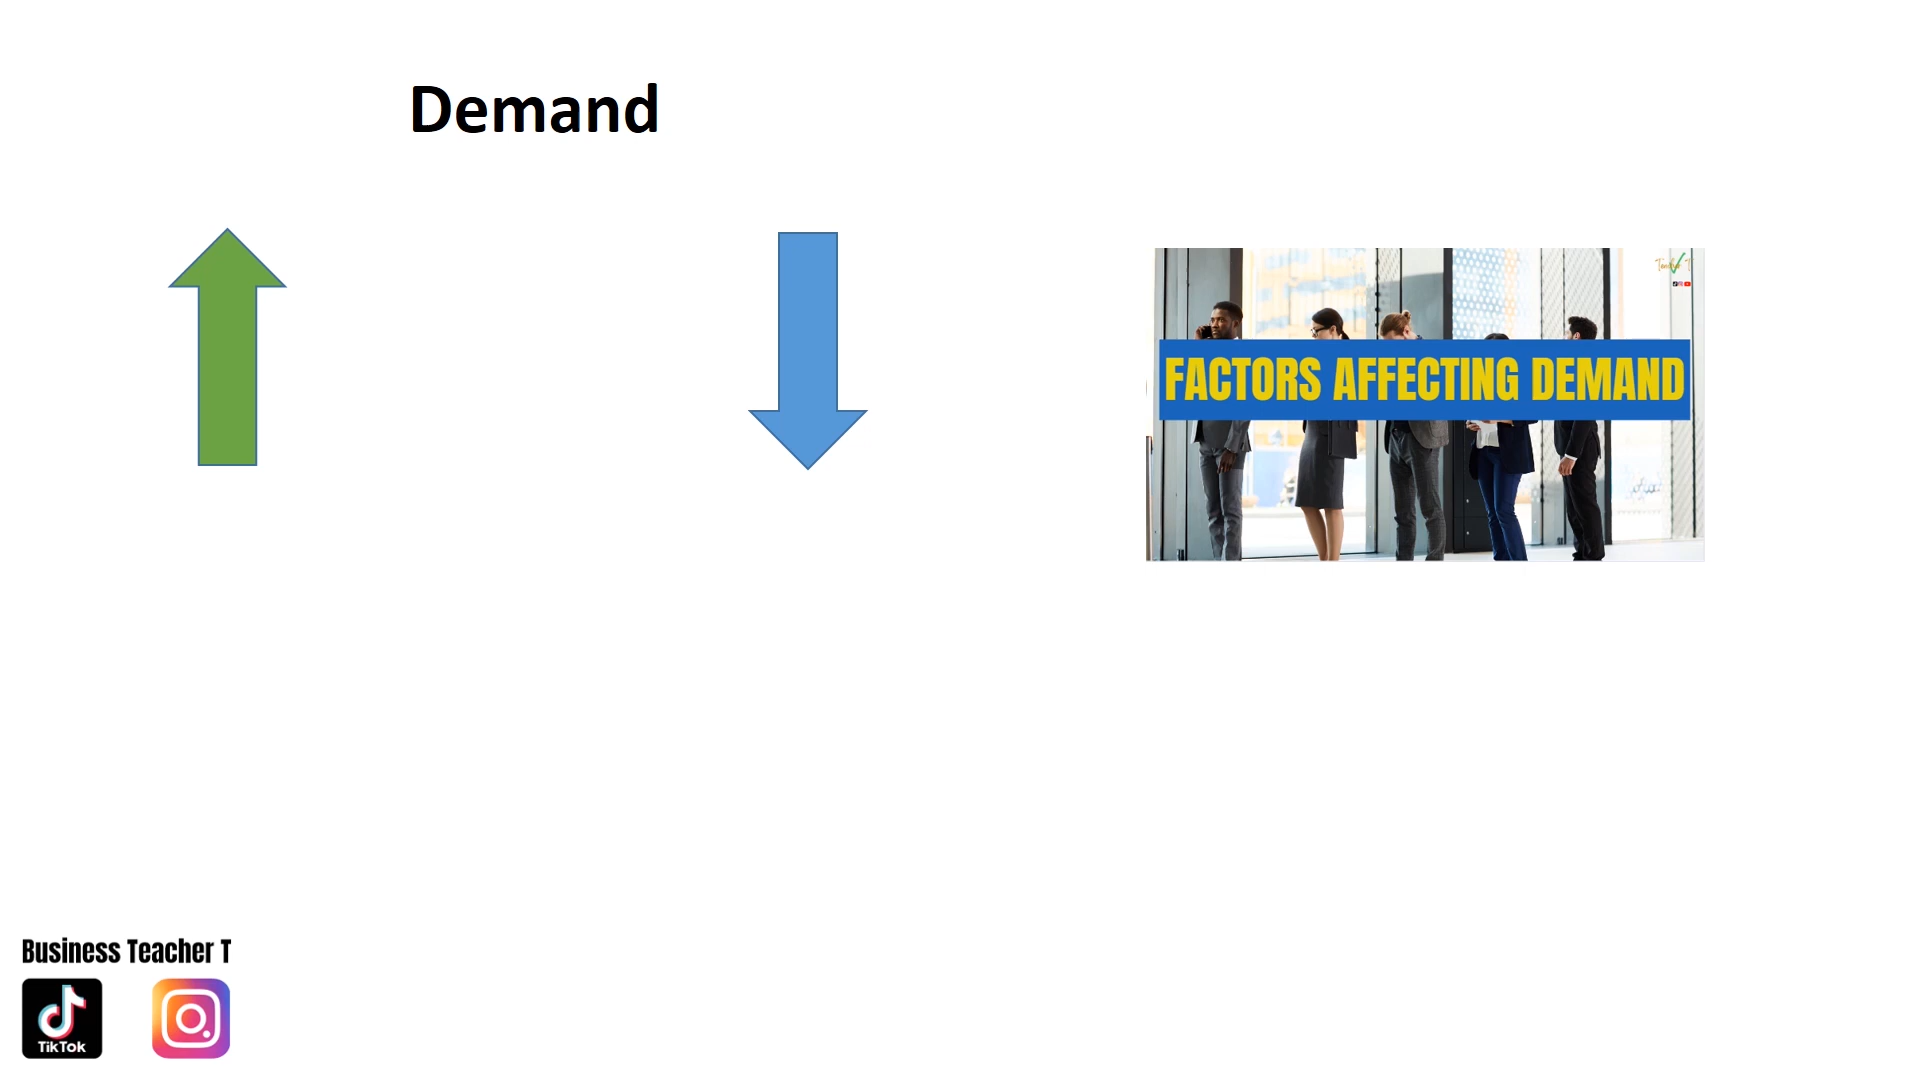 Demand
FACTORS AFFECTING DEMAND
Business Teacher T
TikTok